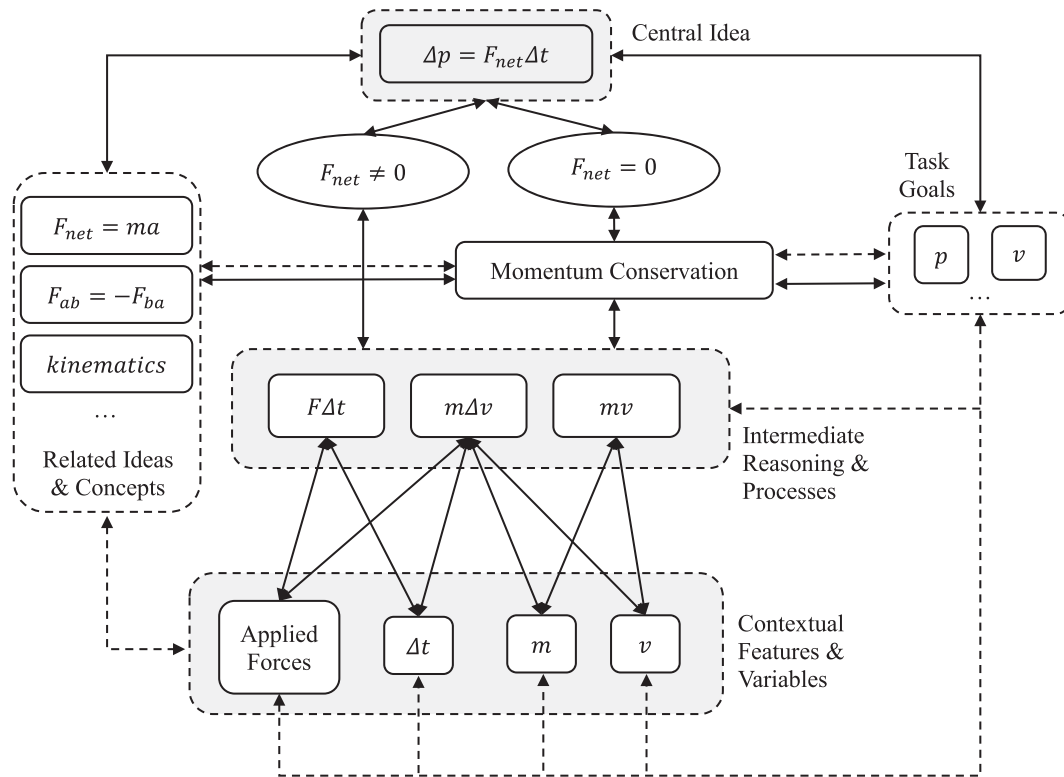 Central Idea
Δp = F_net Δt
F_net ≠ 0
F_net = 0
Task
Goals
p
v
...
F_net = ma
F_ab = −F_ba
kinematics
...
Related Ideas
& Concepts
Momentum Conservation
FΔt
mΔv
mv
Intermediate
Reasoning &
Processes
Applied
Forces
Δt
m
v
Contextual
Features &
Variables